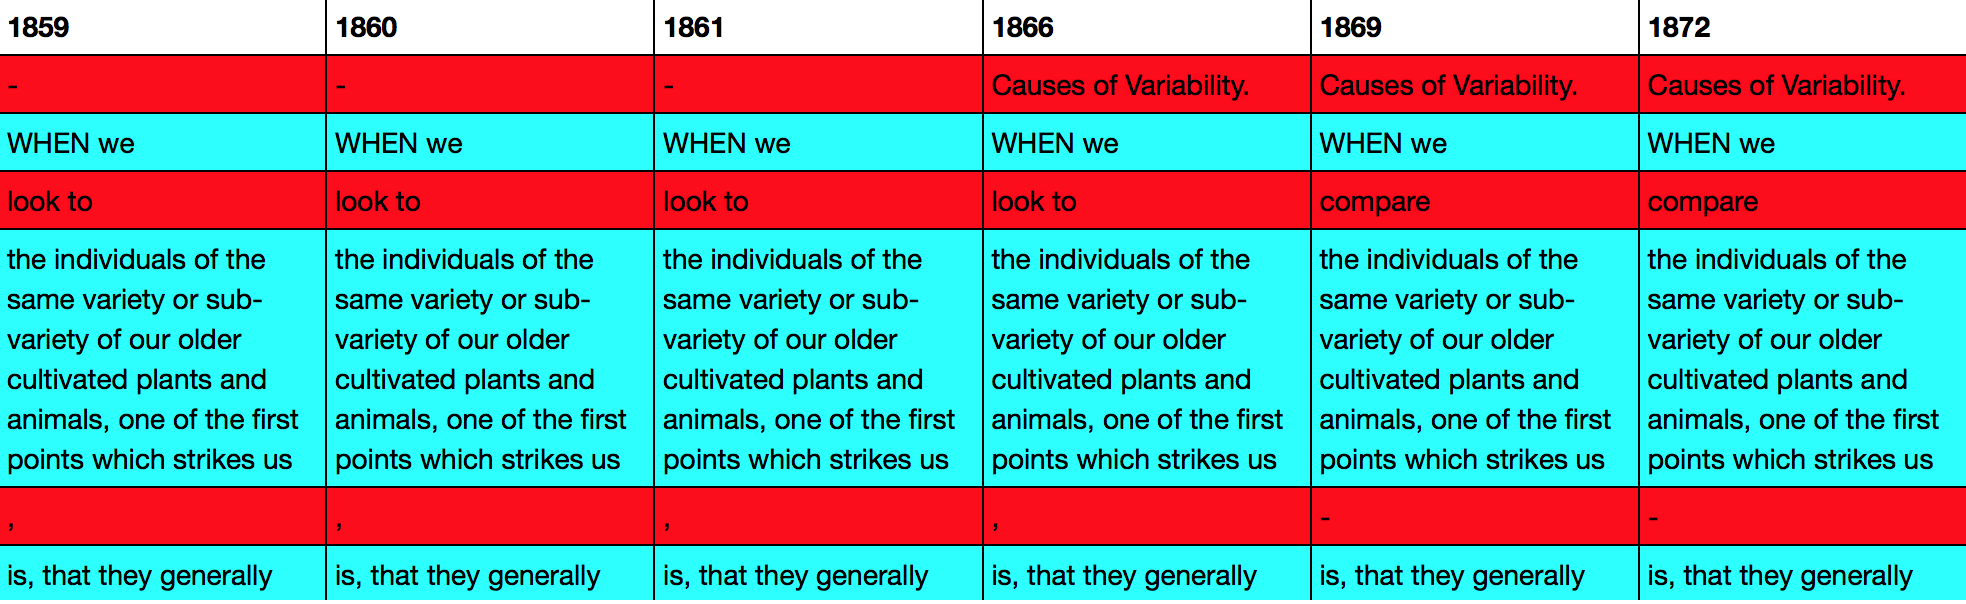 1859 1860 1861 1866 1869 1872
- - - Causes of Variability. Causes of Variability. Causes of Variability.
WHEN we WHEN we WHEN we WHEN we WHEN we WHEN we
look to look to look to look to compare compare
the individuals of the the individuals of the the individuals of the the individuals of the the individuals of the the individuals of the
same variety or sub- same variety or sub- same variety or sub- same variety or sub- same variety or sub- same variety or sub-
variety of our older variety of our older variety of our older variety of our older variety of our older variety of our older
cultivated plants and cultivated plants and cultivated plants and cultivated plants and cultivated plants and cultivated plants and
animals, one of the first animals, one of the first animals, one of the first animals, one of the first animals, one of the first animals, one of the first
points which strikes us points which strikes us points which strikes us points which strikes us points which strikes us points which strikes us
, , , , - -
is, that they generally is, that they generally is, that they generally is, that they generally is, that they generally is, that they generally